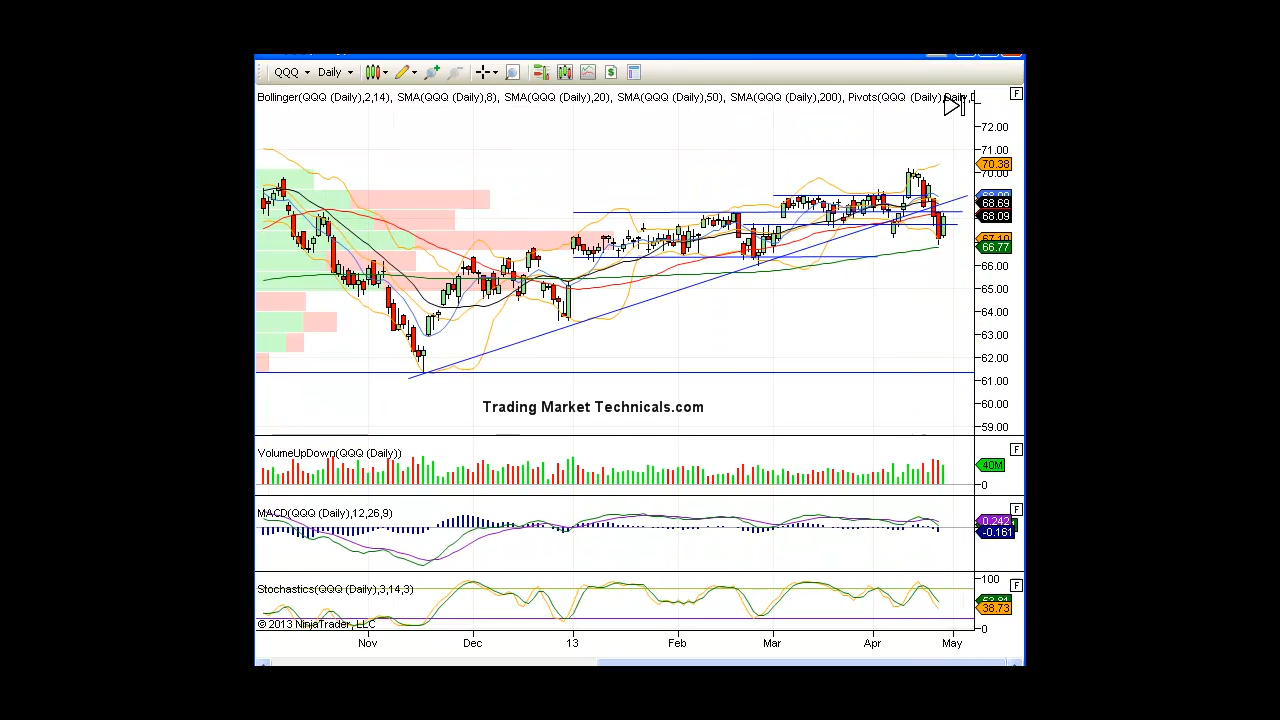 QQQ Daily
Bollinger(QQQ (Daily),2,14), SMA(QQQ (Daily),8), SMA(QQQ (Daily),20), SMA(QQQ (Daily),50), SMA(QQQ (Daily),200), Pivots(QQQ (Daily),Daily,
F
72.00
71.00
70.38
70.00
68.69
68.09
66.77
66.00
65.00
64.00
63.00
62.00
61.00
60.00
59.00
Trading Market Technicals.com
VolumeUpDown(QQQ (Daily))
F
40M
0
MACD(QQQ (Daily),12,26,9)
F
0.242
-0.161
Stochastics(QQQ (Daily),3,14,3)
F
100
38.73
0
© 2013 NinjaTrader, LLC
Nov Dec 13 Feb Mar Apr May